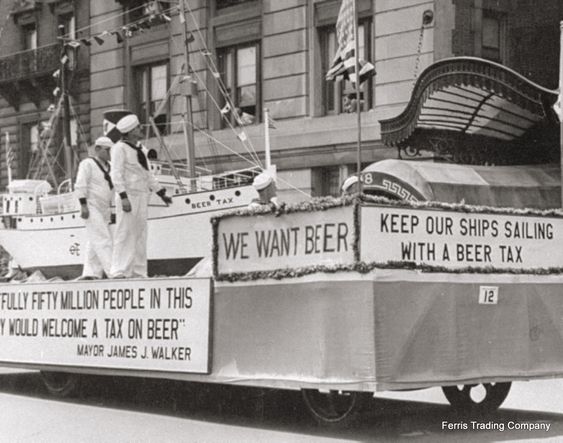 BEER TAX
WE WANT BEER
KEEP OUR SHIPS SAILING
WITH A BEER TAX
8
12
FULLY FIFTY MILLION PEOPLE IN THIS
Y WOULD WELCOME A TAX ON BEER".
MAYOR JAMES J. WALKER
Ferris Trading Company